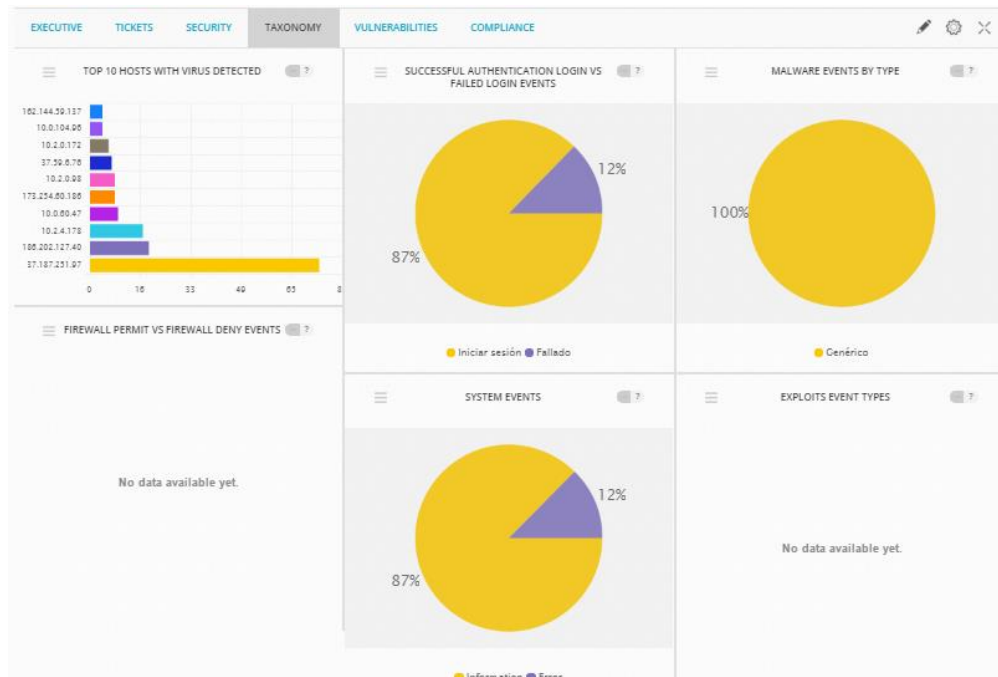 EXECUTIVE
TICKETS
SECURITY
TAXONOMY
VULNERABILITIES
COMPLIANCE
TOP 10 HOSTS WITH VIRUS DETECTED
?
162.144.59.137
10.0.104.96
10.2.0.172
37.59.6.76
10.2.0.98
173.254.60.186
10.0.60.47
10.2.4.178
186.202.127.40
37.187.251.97
0 16 33 49 65 8
SUCCESSFUL AUTHENTICATION LOGIN VS
FAILED LOGIN EVENTS
?
12%
87%
Iniciar sesión Fallado
MALWARE EVENTS BY TYPE
?
100%
Genérico
FIREWALL PERMIT VS FIREWALL DENY EVENTS
?
No data available yet.
SYSTEM EVENTS
?
12%
87%
Information Error
EXPLOITS EVENT TYPES
?
No data available yet.